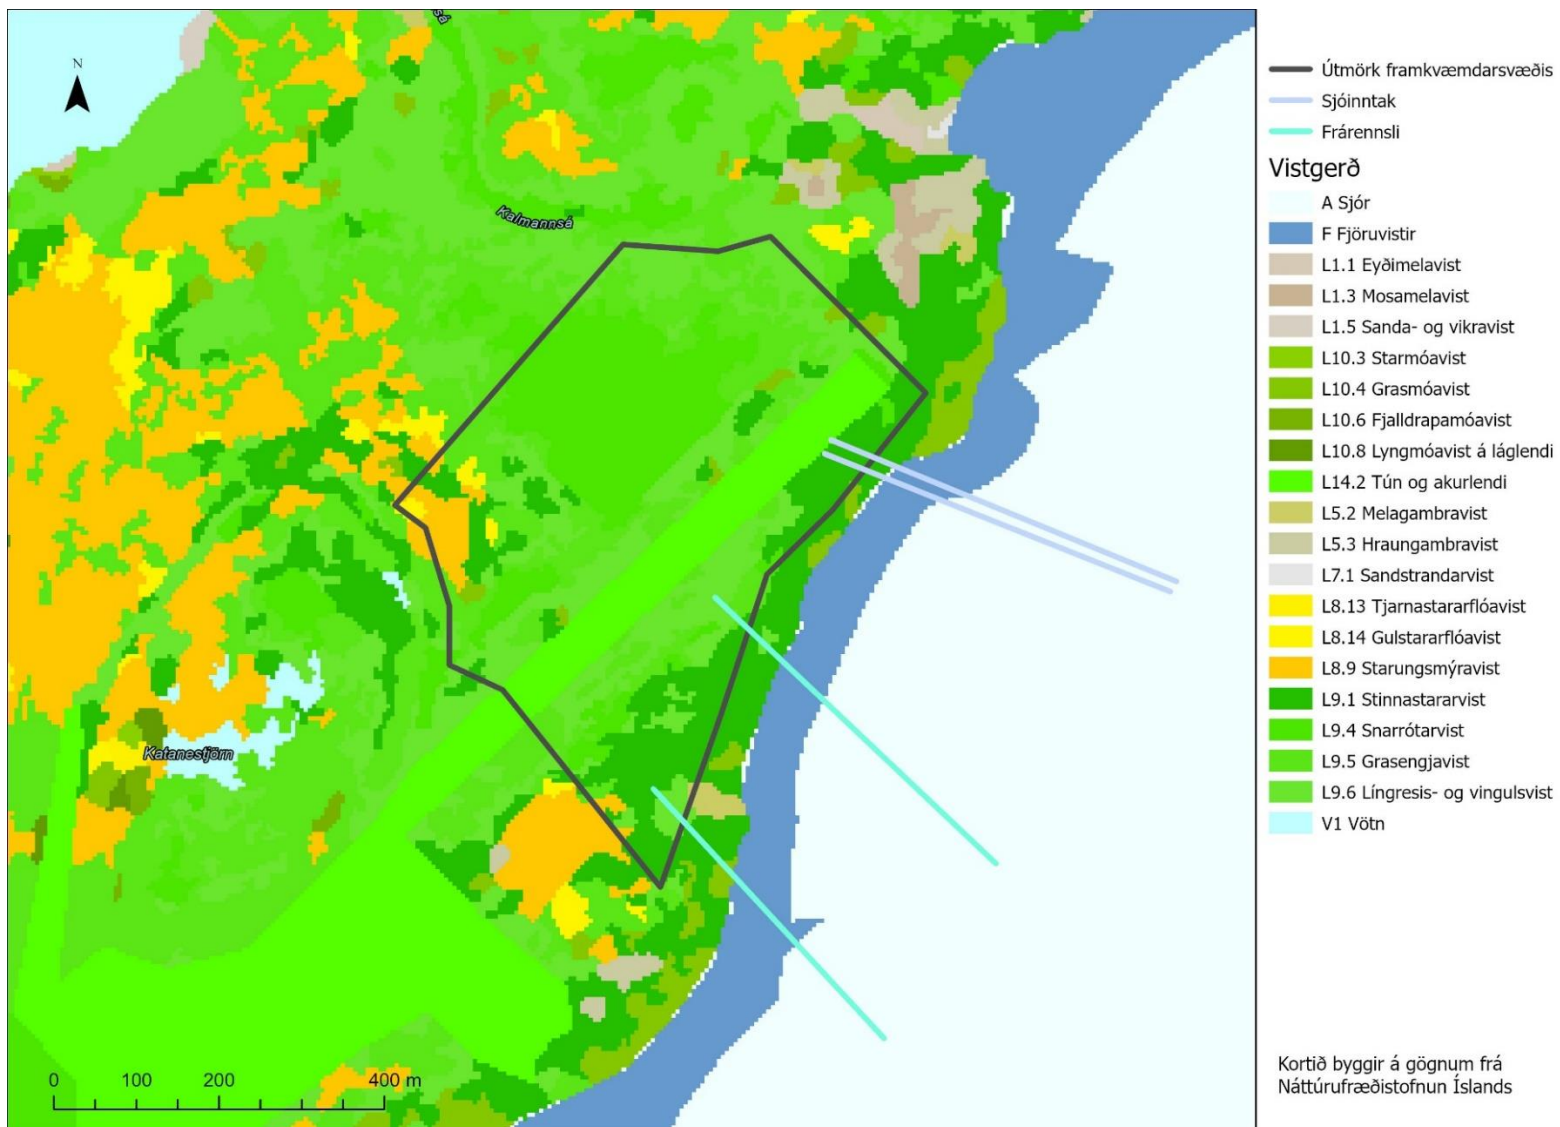 sá
N
Kalmannsá
Katanestjörn
0 100 200 400 m
Útmörk framkvæmdarsvæðis
Sjóinntak
Frárennsli
Vistgerð
A Sjór
F Fjöruvistir
L1.1 Eyðimelavist
L1.3 Mosamelavist
L1.5 Sanda- og vikravist
L10.3 Starmóavist
L10.4 Grasmóavist
L10.6 Fjalldrapamóavist
L10.8 Lyngmóavist á láglendi
L14.2 Tún og akurlendi
L5.2 Melagambravist
L5.3 Hraungambravist
L7.1 Sandstrandarvist
L8.13 Tjarnastararflóavist
L8.14 Gulstararflóavist
L8.9 Starungsmýravist
L9.1 Stinnastararvist
L9.4 Snarrótarvist
L9.5 Grasengjavist
L9.6 Língresis- og vingulsvist
V1 Vötn
Kortið byggir á gögnum frá
Náttúrufræðistofnun Íslands